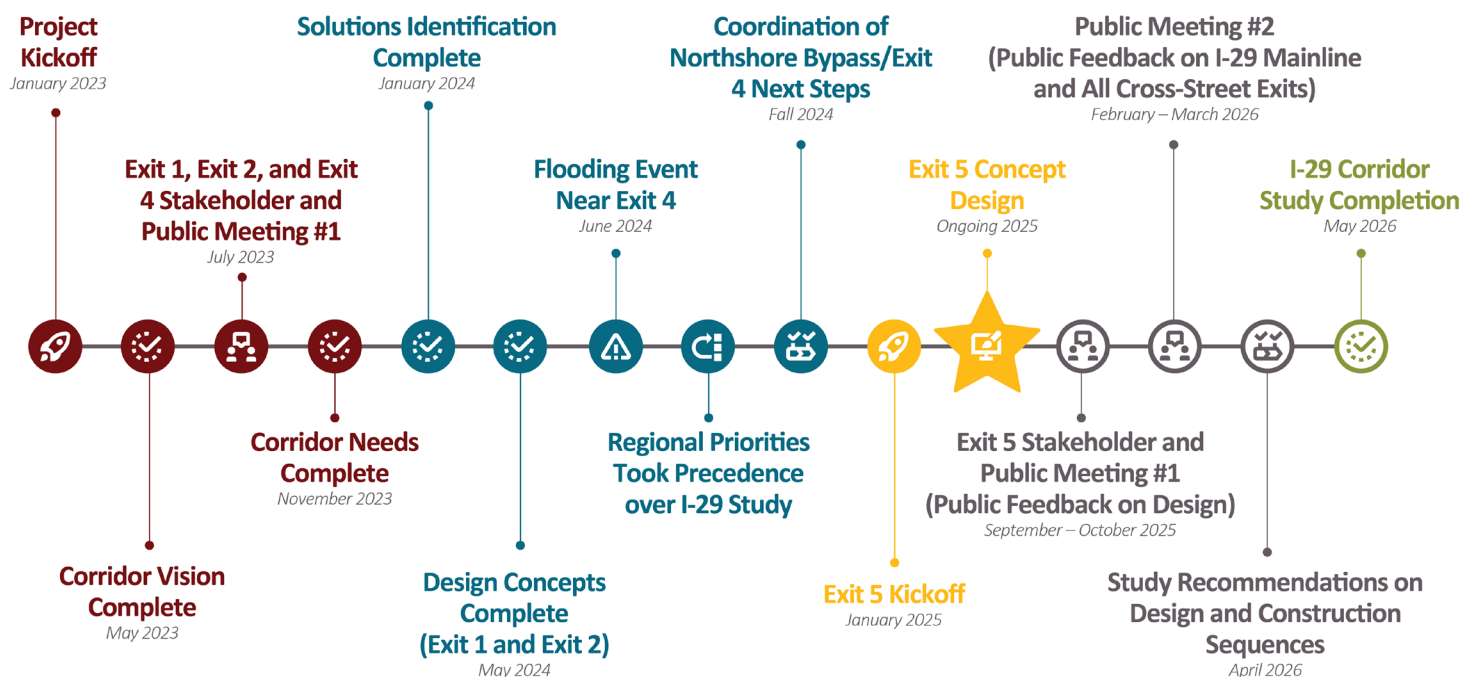 Project
Kickoff
January 2023
Corridor Vision
Complete
May 2023
Exit 1, Exit 2, and Exit
4 Stakeholder and
Public Meeting #1
July 2023
Corridor Needs
Complete
November 2023
Solutions Identification
Complete
January 2024
Design Concepts
Complete
(Exit 1 and Exit 2)
May 2024
Flooding Event
Near Exit 4
June 2024
Regional Priorities
Took Precedence
over I-29 Study
Coordination of
Northshore Bypass/Exit
4 Next Steps
Fall 2024
Exit 5 Kickoff
January 2025
Exit 5 Concept
Design
Ongoing 2025
Exit 5 Stakeholder and
Public Meeting #1
(Public Feedback on Design)
September – October 2025
Public Meeting #2
(Public Feedback on I-29 Mainline
and All Cross-Street Exits)
February – March 2026
Study Recommendations on
Design and Construction
Sequences
April 2026
I-29 Corridor
Study Completion
May 2026